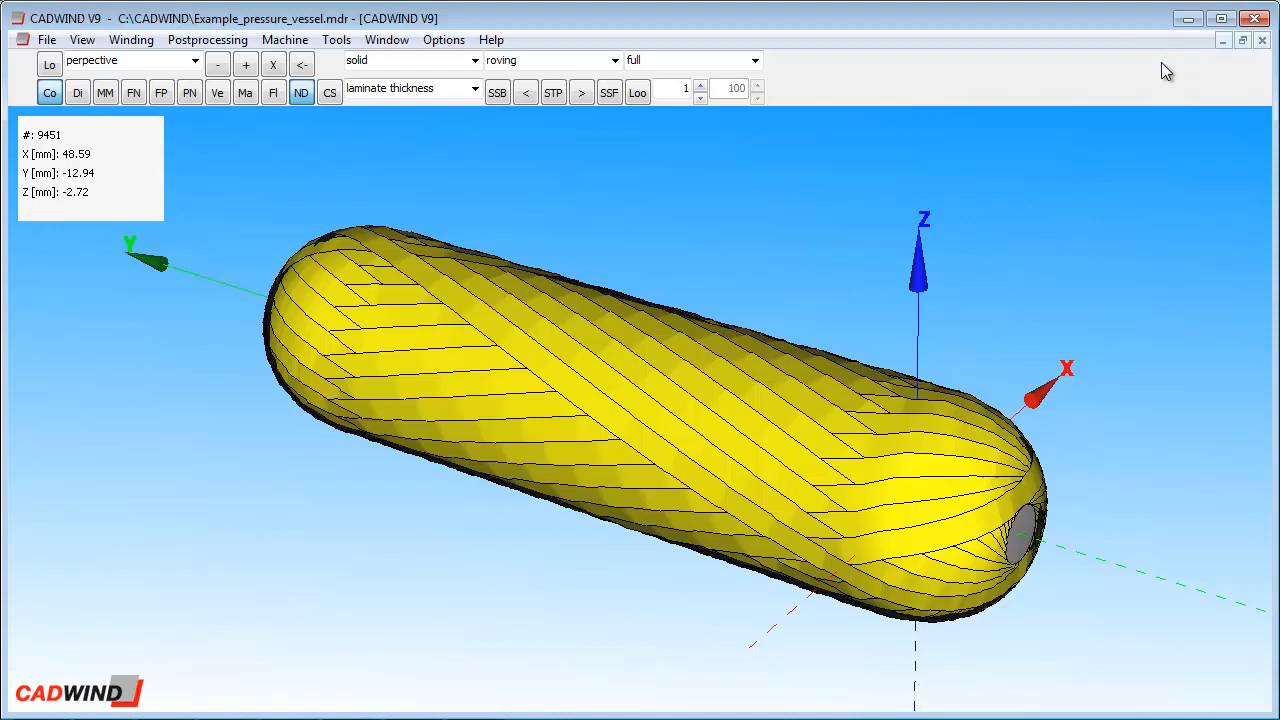 CADWIND V9 - C:\CADWIND\Example_pressure_vessel.mdr - [CADWIND V9]
File View Winding Postprocessing Machine Tools Window Options Help
Lo perpective - + X <- solid roving full
Co Di MM FN FP PN Ve Ma Fl ND CS laminate thickness SSB < STP > SSF Loo 1 100
#: 9451
X [mm]: 48.59
Y [mm]: -12.94
Z [mm]: -2.72
Z
Y
X
CADWIND